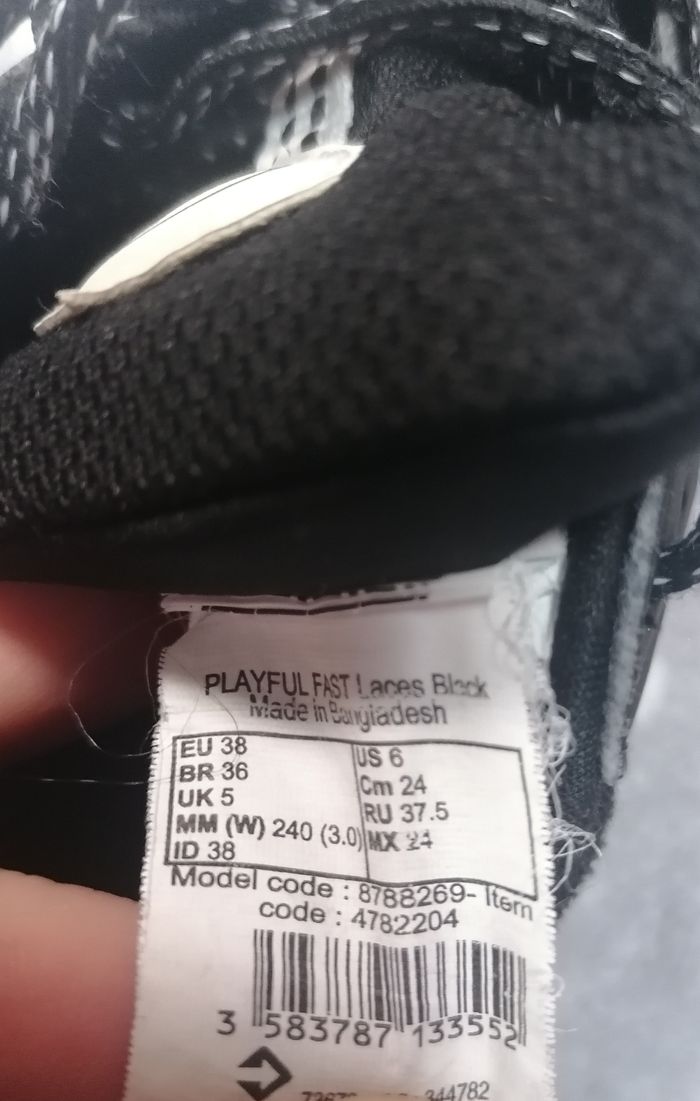 PLAYFUL FAST Laces Black
Made in Bangladesh
EU 38
BR 36
UK 5
MM (W) 240 (3.0)
ID 38
US 6
Cm 24
RU 37.5
MX 24
Model code : 8788269- Item
code : 4782204
3 583787 133552
344782